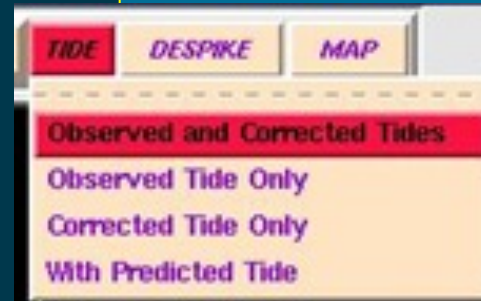 TIDE DESPIKE MAP
Observed and Corrected Tides
Observed Tide Only
Corrected Tide Only
With Predicted Tide